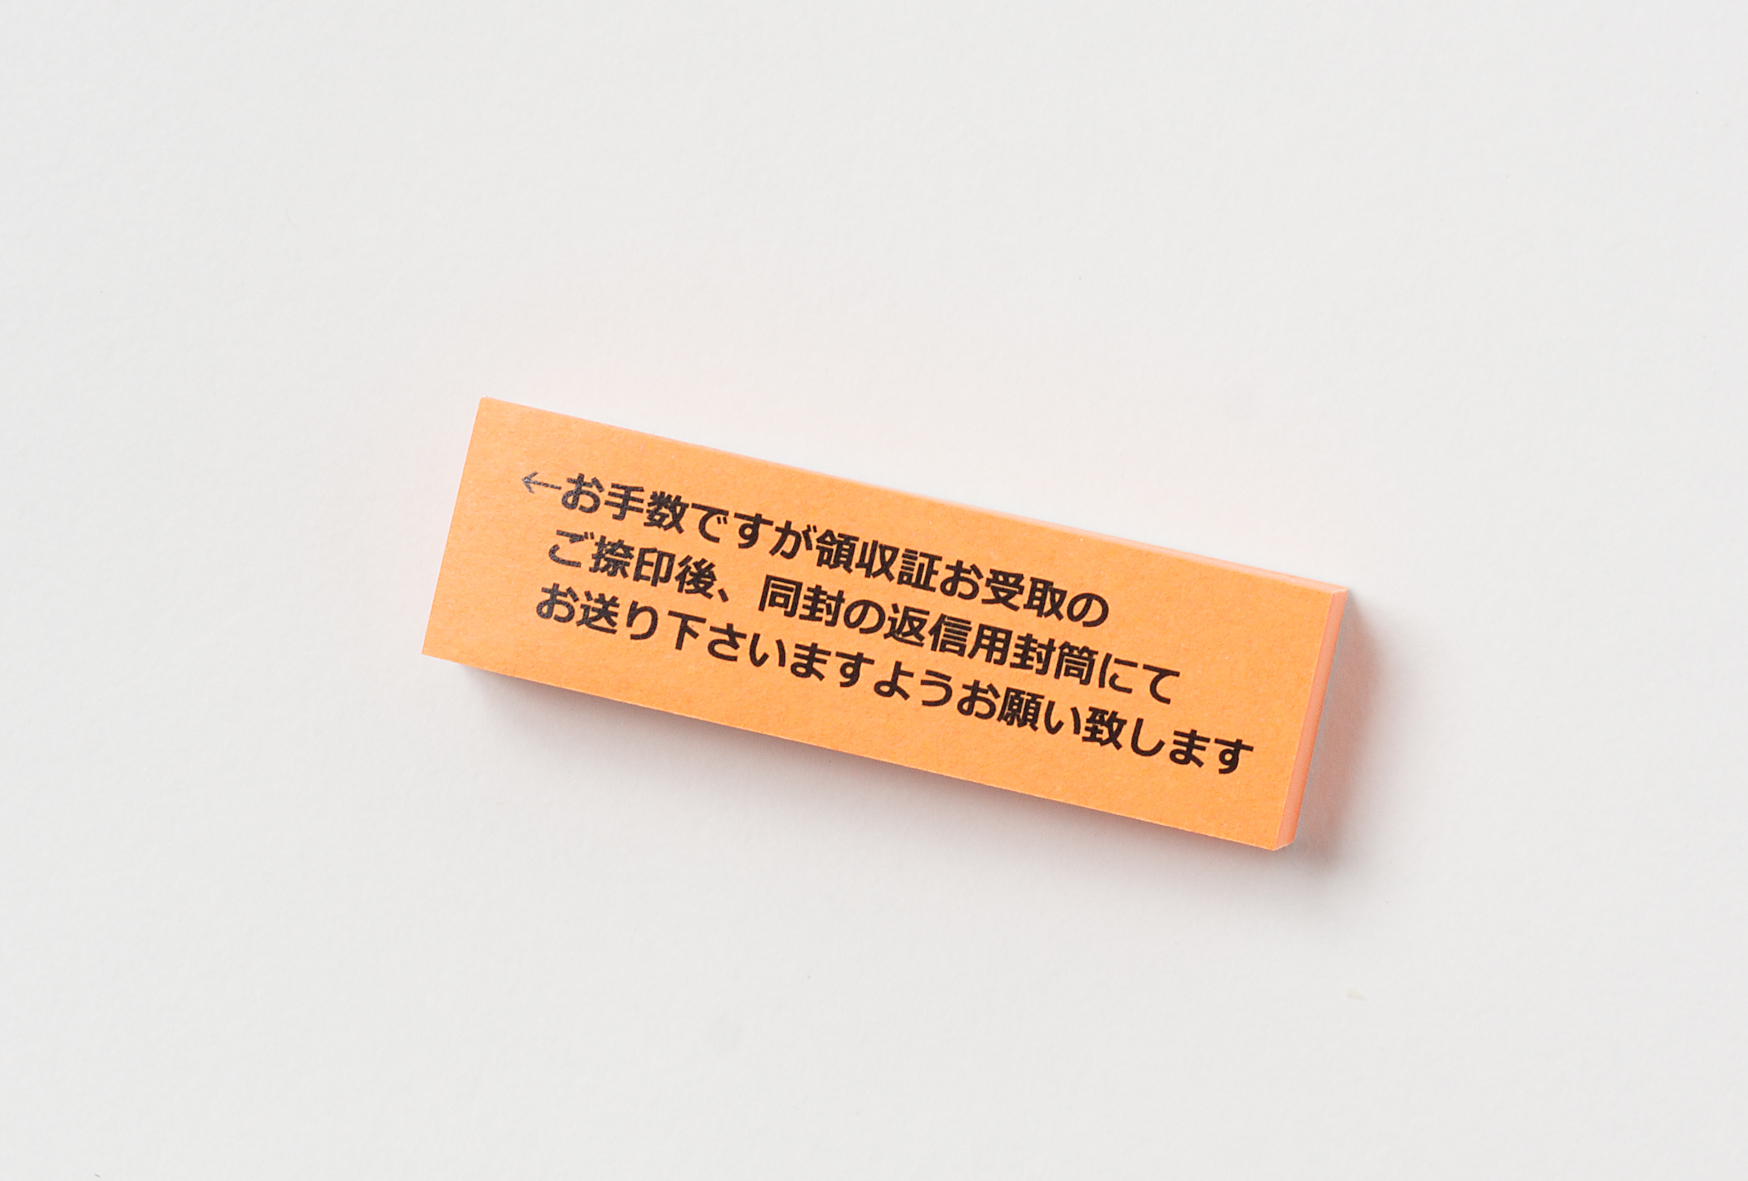 ←お手数ですが領収証お受取の
ご捺印後、同封の返信用封筒にて
お送り下さいますようお願い致します